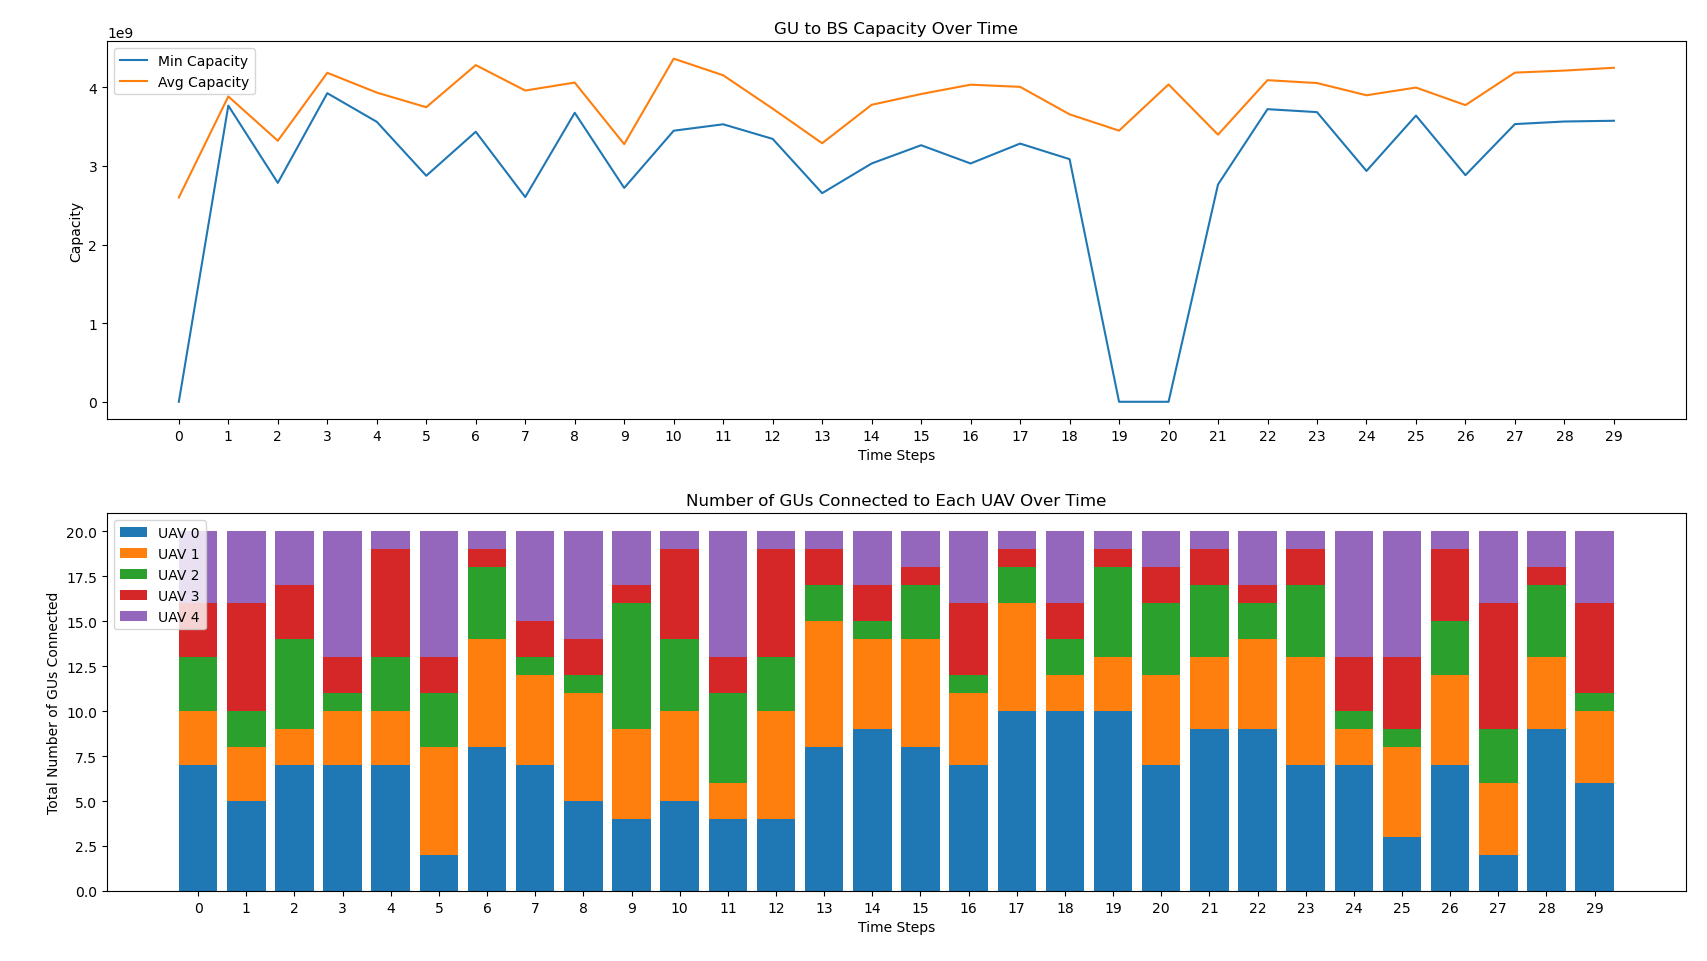 GU to BS Capacity Over Time
1e9
Min Capacity
Avg Capacity
4
3
2
1
0
Capacity
0 1 2 3 4 5 6 7 8 9 10 11 12 13 14 15 16 17 18 19 20 21 22 23 24 25 26 27 28 29
Time Steps
Number of GUs Connected to Each UAV Over Time
UAV 0
UAV 1
UAV 2
UAV 3
UAV 4
20.0
17.5
15.0
12.5
10.0
7.5
5.0
2.5
0.0
Total Number of GUs Connected
0 1 2 3 4 5 6 7 8 9 10 11 12 13 14 15 16 17 18 19 20 21 22 23 24 25 26 27 28 29
Time Steps